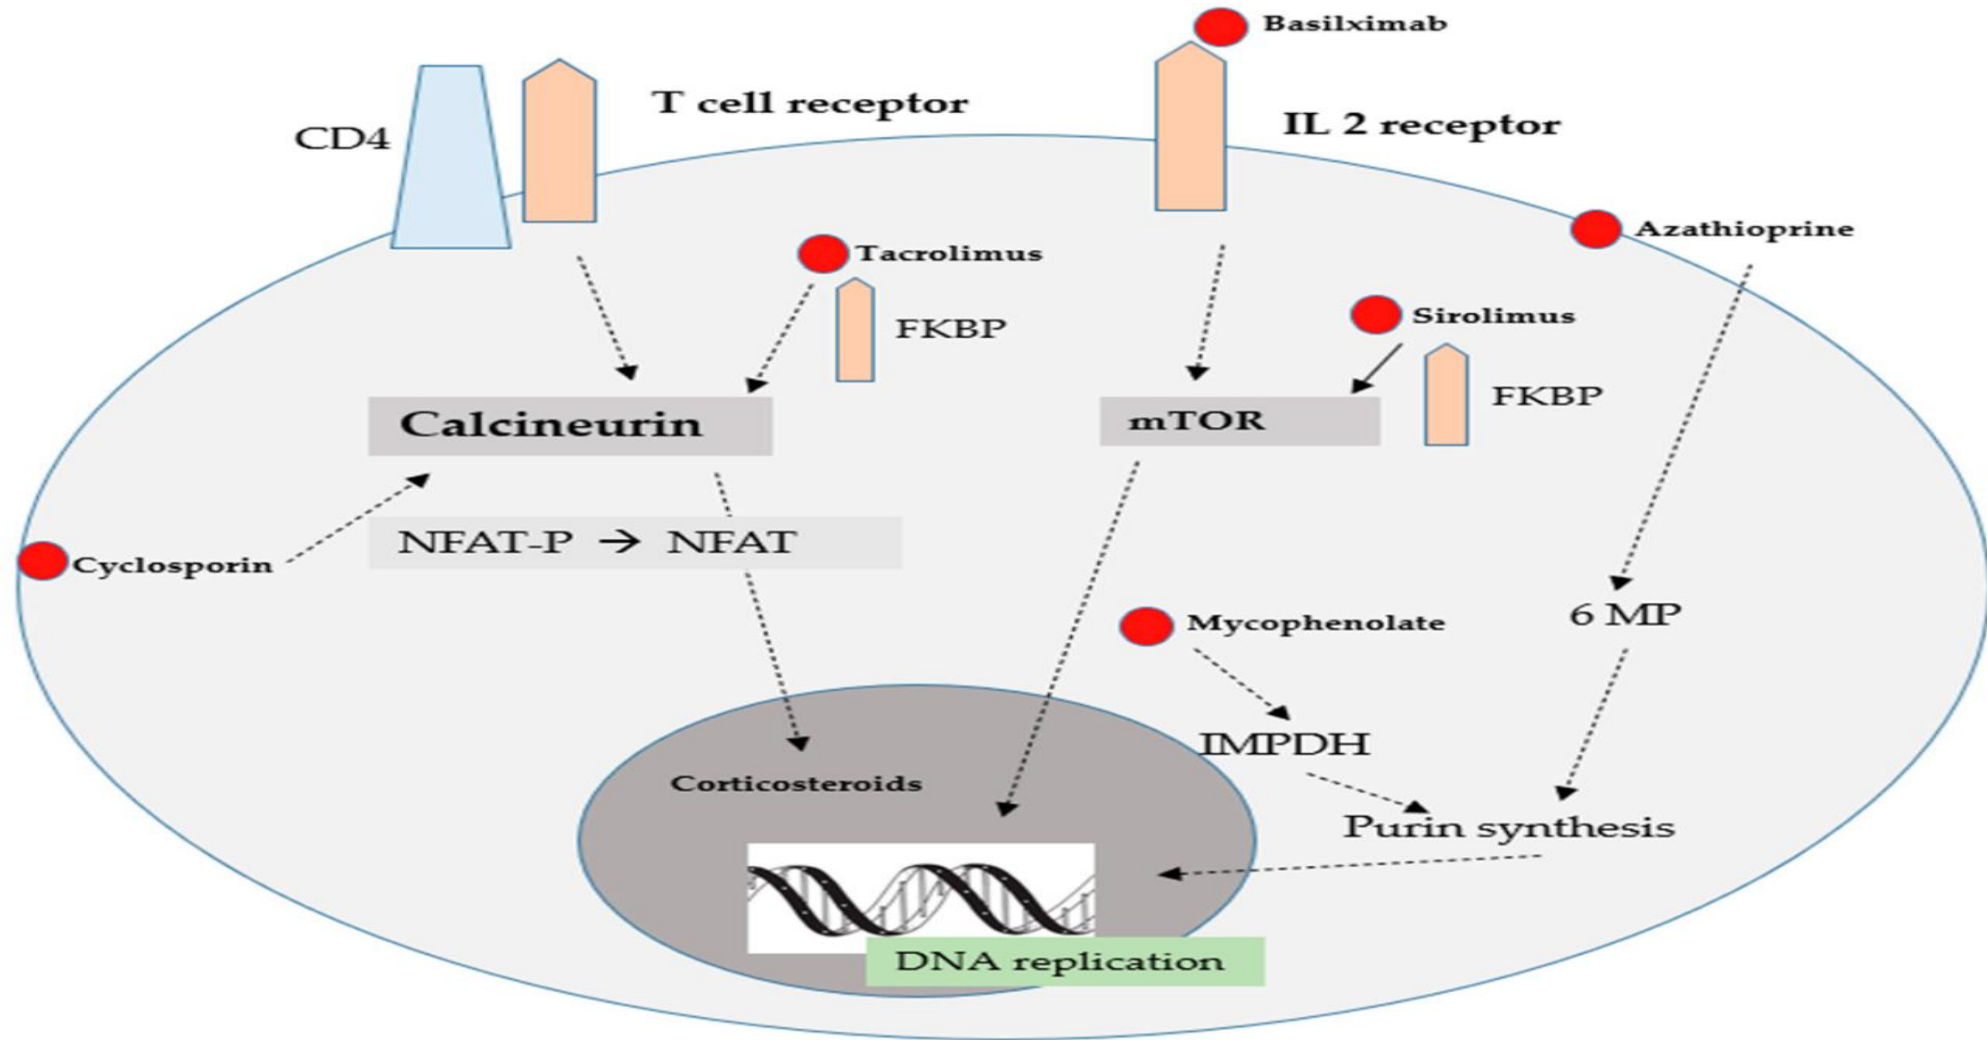 Basilximab
T cell receptor
CD4
IL 2 receptor
Azathioprine
Tacrolimus
Sirolimus
FKBP
FKBP
Calcineurin
mTOR
NFAT-P → NFAT
Cyclosporin
Mycophenolate
6 MP
IMPDH
Corticosteroids
Purin synthesis
DNA replication